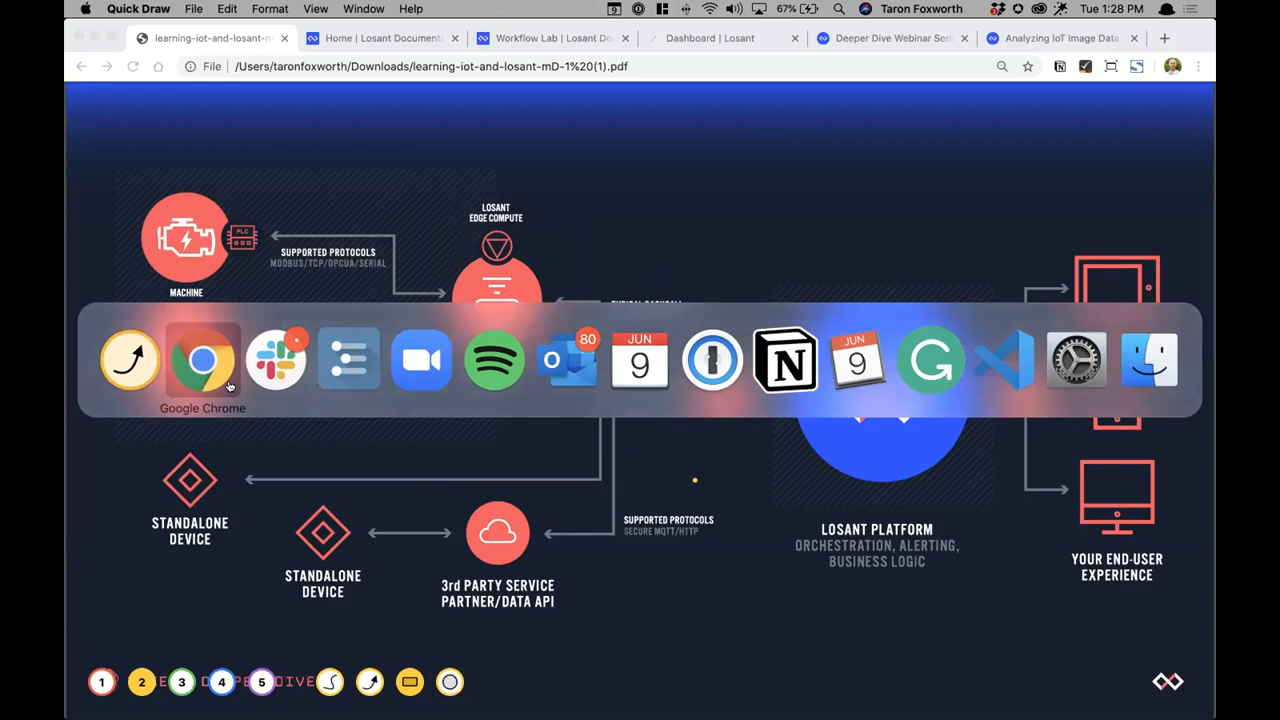 Quick Draw File Edit Format View Window Help 9 67% Taron Foxworth Tue 1:28 PM
learning-iot-and-losant-m Home | Losant Documenta Workflow Lab | Losant Do Dashboard | Losant Deeper Dive Webinar Seri Analyzing IoT Image Data
File /Users/taronfoxworth/Downloads/learning-iot-and-losant-mD-1%20(1).pdf
LOSANT
EDGE COMPUTE
PLC
SUPPORTED PROTOCOLS
MODBUS/TCP/OPCUA/SERIAL
MACHINE
80
JUN
9
JUN
9
Google Chrome
STANDALONE
DEVICE
STANDALONE
DEVICE
3rd PARTY SERVICE
PARTNER/DATA API
SUPPORTED PROTOCOLS
SECURE MQTT/HTTP
LOSANT PLATFORM
ORCHESTRATION, ALERTING,
BUSINESS LOGIC
YOUR END-USER
EXPERIENCE
1 2 3 4 5